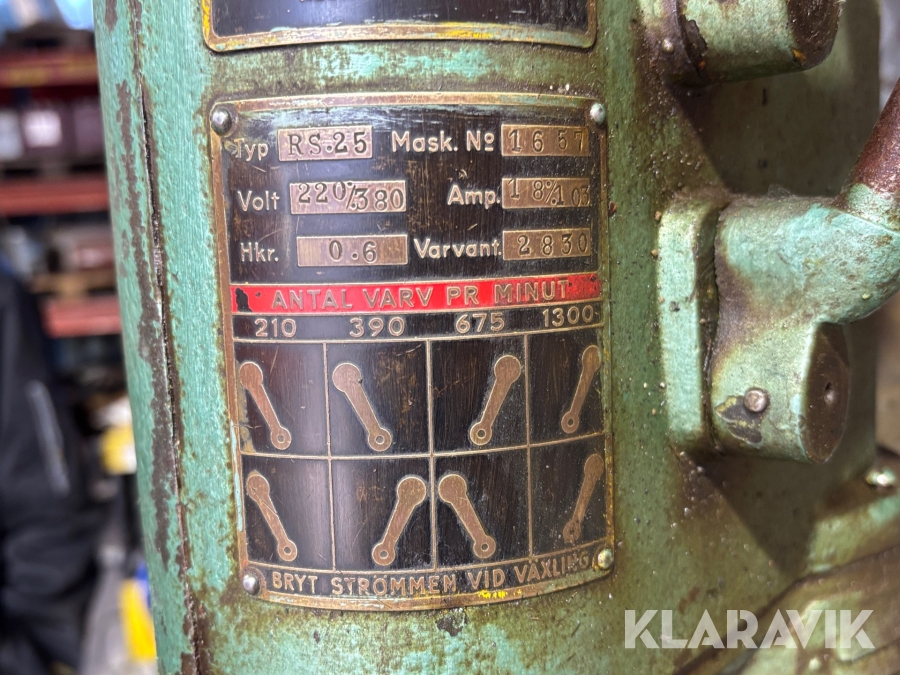 Typ RS.25 Mask. No 1657
Volt 220/380 Amp. 1.8/1.03
Hkr. 0.6 Varvant. 2830
ANTAL VARV PR MINUT
210 390 675 1300
BRYT STRÖMMEN VID VÄXLING
KLARAVIK